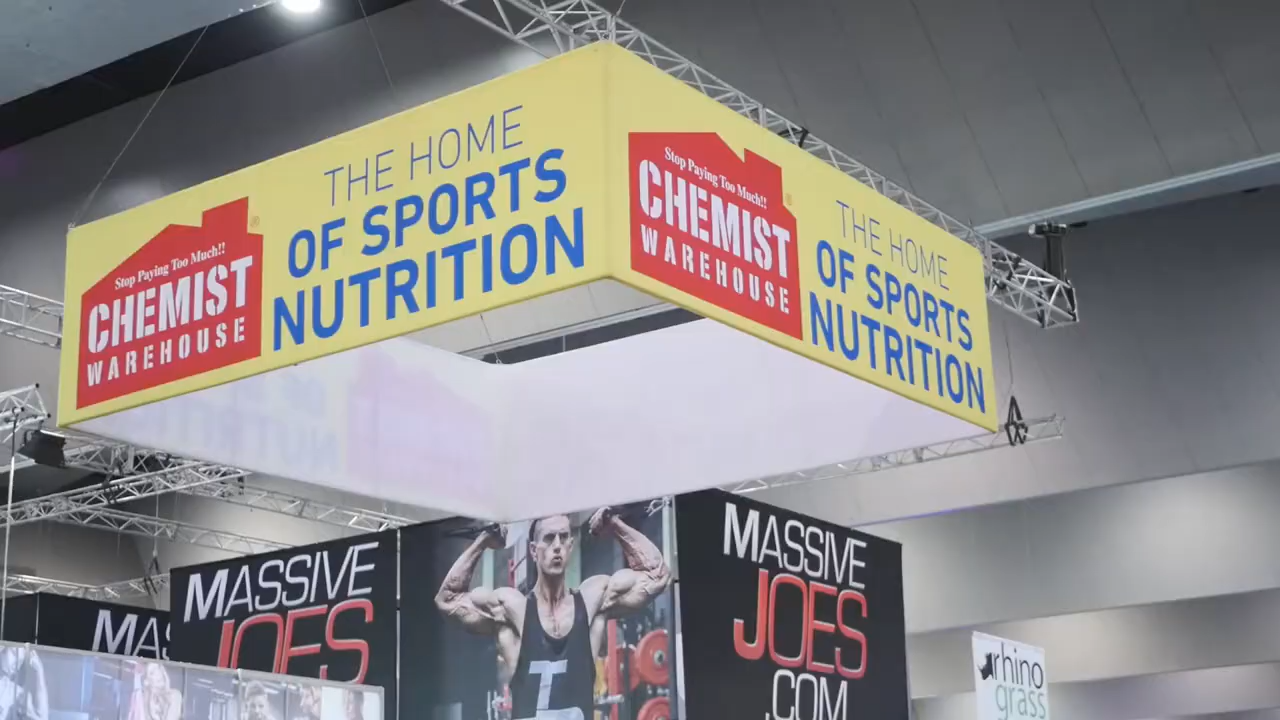 Stop Paying Too Much!!
CHEMIST
WAREHOUSE
®
THE HOME
OF SPORTS
NUTRITION
Stop Paying Too Much!!
CHEMIST
WAREHOUSE
®
THE HOME
OF SPORTS
NUTRITION
MAS
MASSIVE
JOES
T
MASSIVE
JOES
.COM
rhino
grass